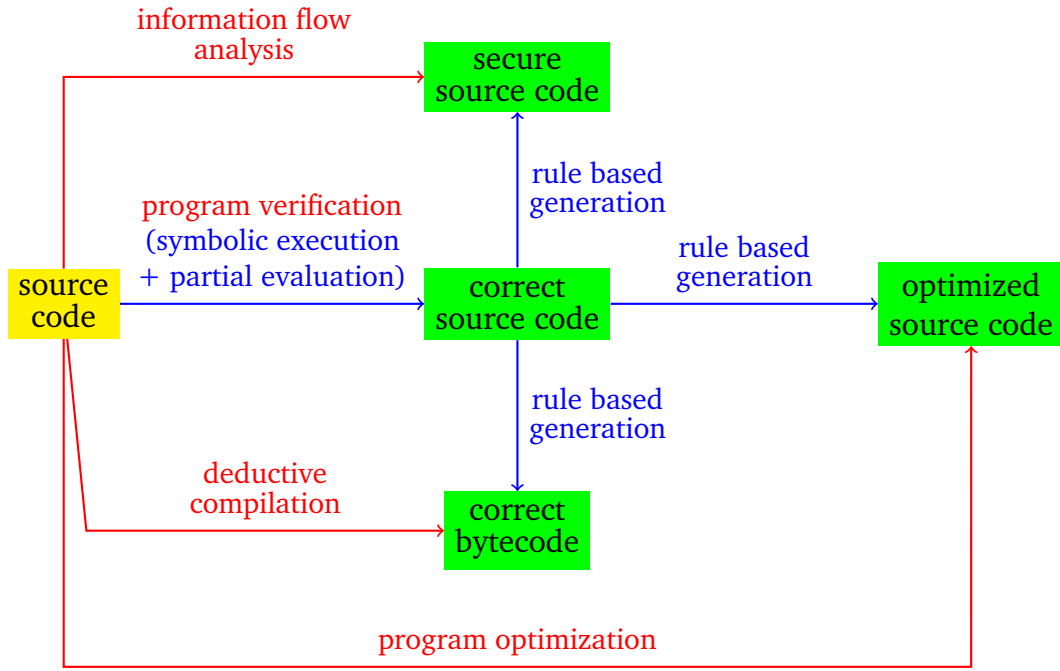 information flow
analysis
secure
source code
rule based
generation
program verification
(symbolic execution
+ partial evaluation)
rule based
generation
source
code
correct
source code
optimized
source code
rule based
generation
deductive
compilation
correct
bytecode
program optimization